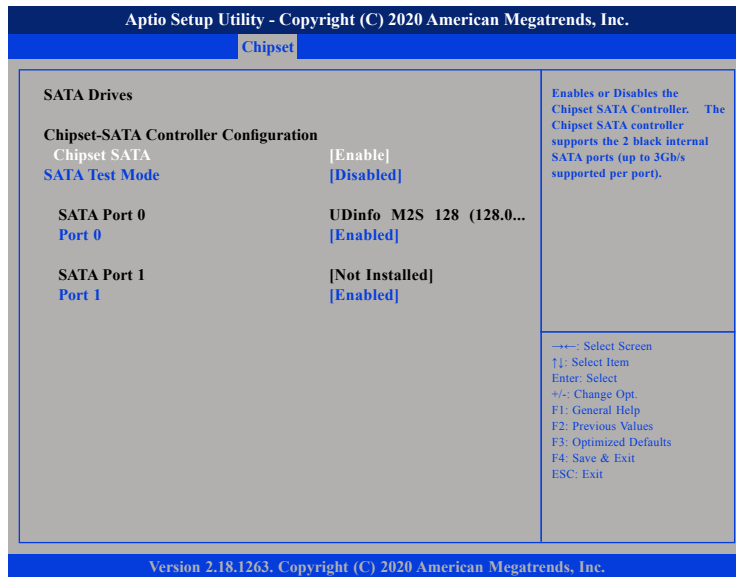 Aptio Setup Utility - Copyright (C) 2020 American Megatrends, Inc.
Chipset
SATA Drives
Chipset-SATA Controller Configuration
Chipset SATA [Enable]
SATA Test Mode [Disabled]
SATA Port 0 UDinfo M2S 128 (128.0...
Port 0 [Enabled]
SATA Port 1 [Not Installed]
Port 1 [Enabled]
Enables or Disables the
Chipset SATA Controller. The
Chipset SATA controller
supports the 2 black internal
SATA ports (up to 3Gb/s
supported per port).
→←: Select Screen
↑↓: Select Item
Enter: Select
+/-: Change Opt.
F1: General Help
F2: Previous Values
F3: Optimized Defaults
F4: Save & Exit
ESC: Exit
Version 2.18.1263. Copyright (C) 2020 American Megatrends, Inc.